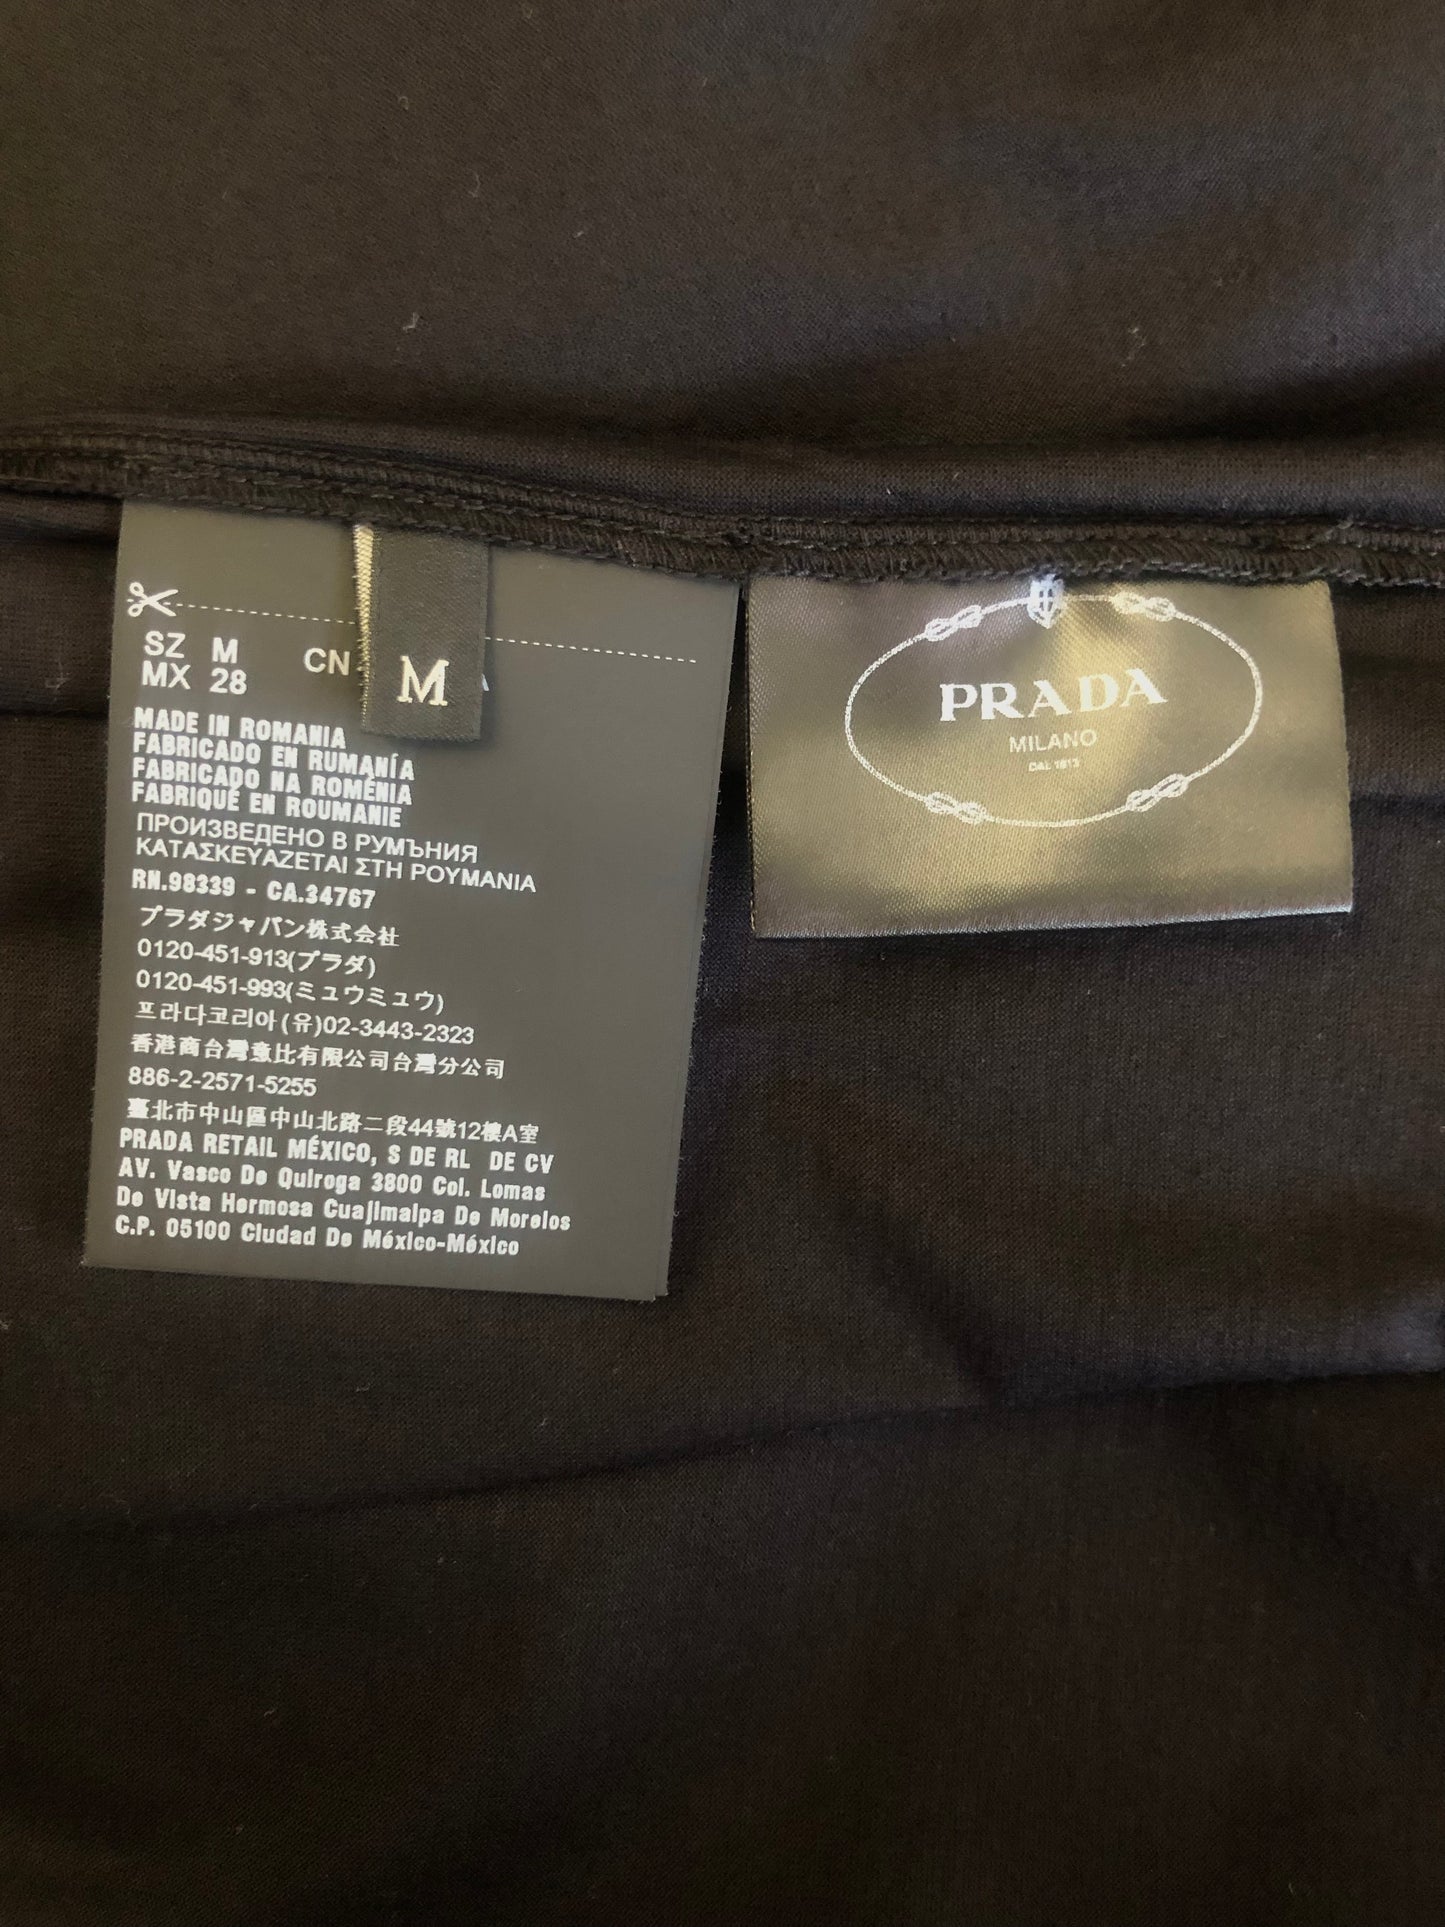 SZ M CN
MX 28
M
MADE IN ROMANIA
FABRICADO EN RUMANÍA
FABRICADO NA ROMÉNIA
FABRIQUÉ EN ROUMANIE
ПРОИЗВЕДЕНО В РУМЪНИЯ
ΚΑΤΑΣΚΕΥΑΖΕΤΑΙ ΣΤΗ ΡΟΥΜΑΝΙΑ
RN.98339 - CA.34767
プラダジャパン株式会社
0120-451-913(プラダ)
0120-451-993(ミュウミュウ)
프라다코리아(유)02-3443-2323
香港商台灣意比有限公司台灣分公司
886-2-2571-5255
臺北市中山區中山北路二段44號12樓A室
PRADA RETAIL MÉXICO, S DE RL DE CV
AV. Vasco De Quiroga 3800 Col. Lomas
De Vista Hermosa Cuajimalpa De Morelos
C.P. 05100 Ciudad De México-México
PRADA
MILANO
DAL 1913